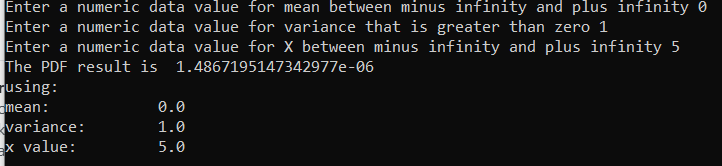 Enter a numeric data value for mean between minus infinity and plus infinity 0
Enter a numeric data value for variance that is greater than zero 1
Enter a numeric data value for X between minus infinity and plus infinity 5
The PDF result is  1.4867195147342977e-06
using:
mean:             0.0
variance:         1.0
x value:          5.0